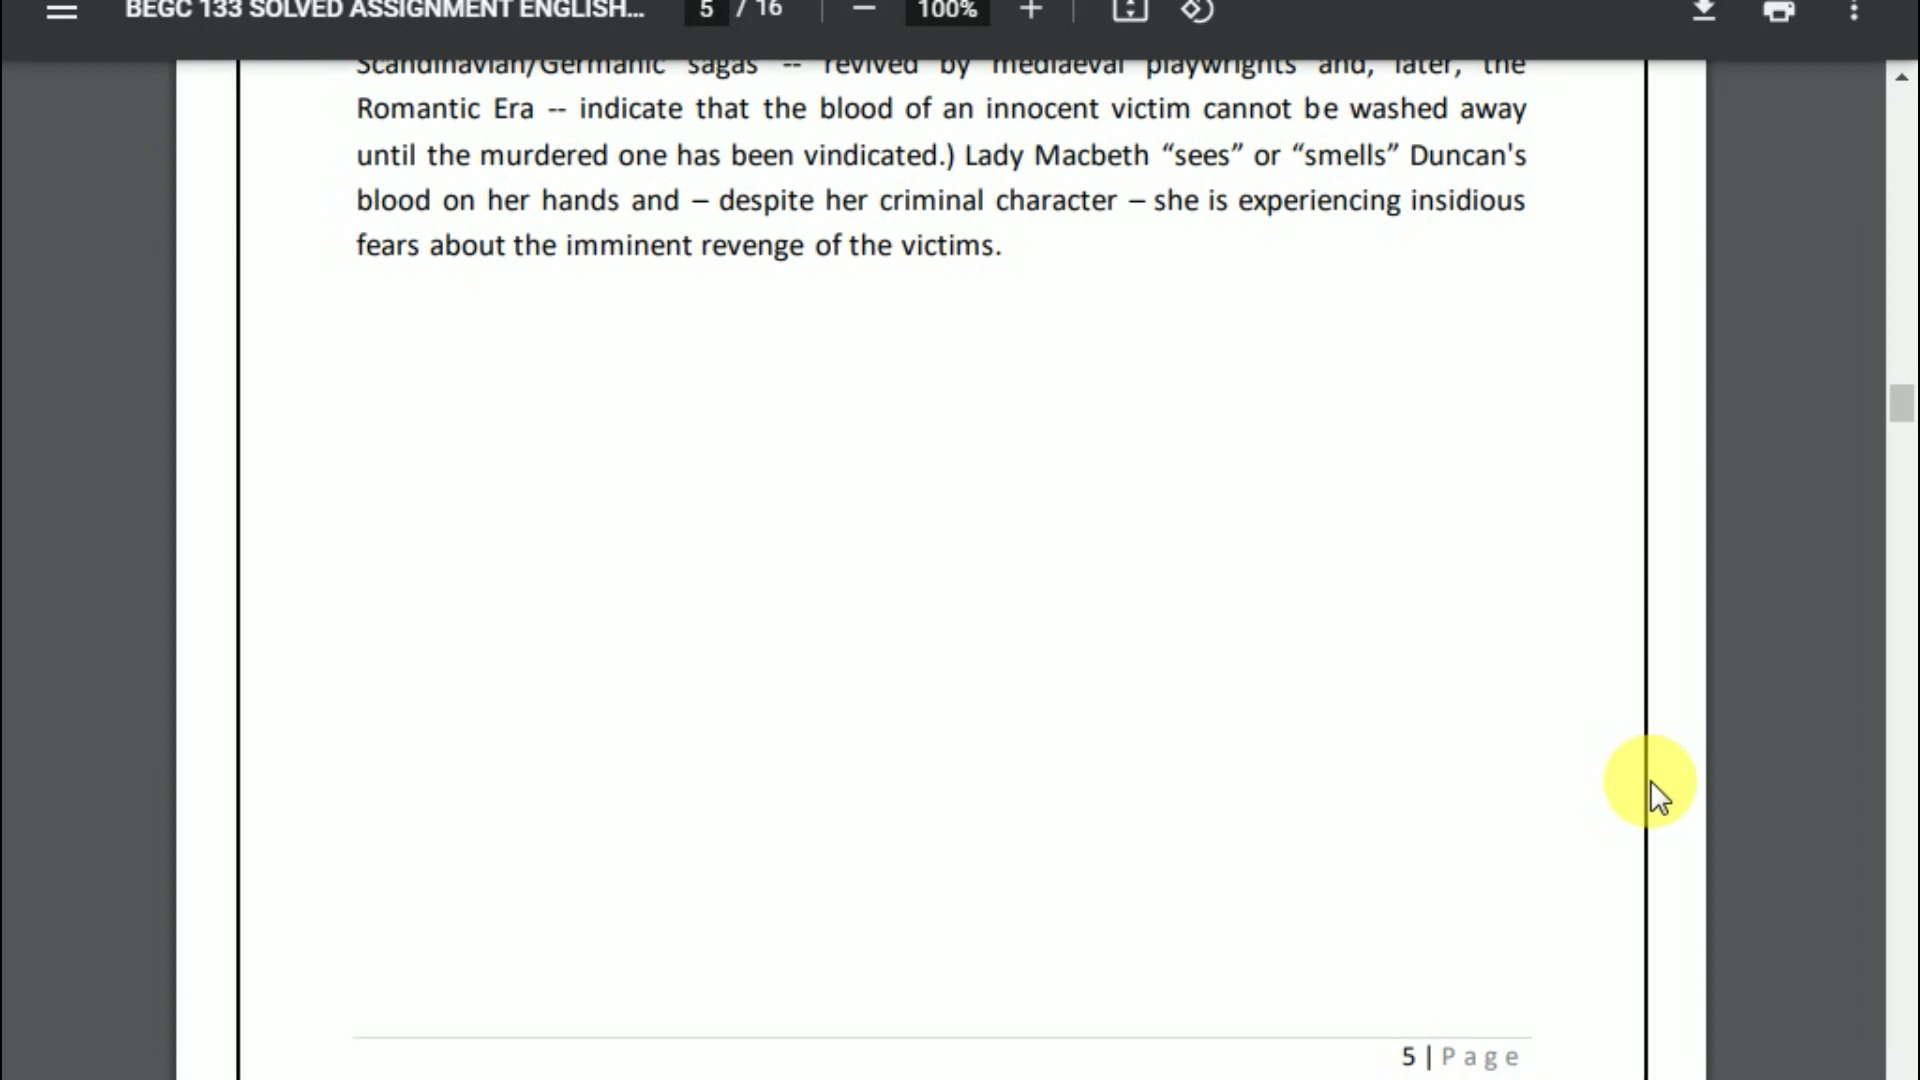 BEGC 133 SOLVED ASSIGNMENT ENGLISH... 5 / 16 100%
Scandinavian/Germanic sagas -- revived by mediaeval playwrights and, later, the
Romantic Era -- indicate that the blood of an innocent victim cannot be washed away
until the murdered one has been vindicated.) Lady Macbeth “sees” or “smells” Duncan's
blood on her hands and – despite her criminal character – she is experiencing insidious
fears about the imminent revenge of the victims.
5 | Page